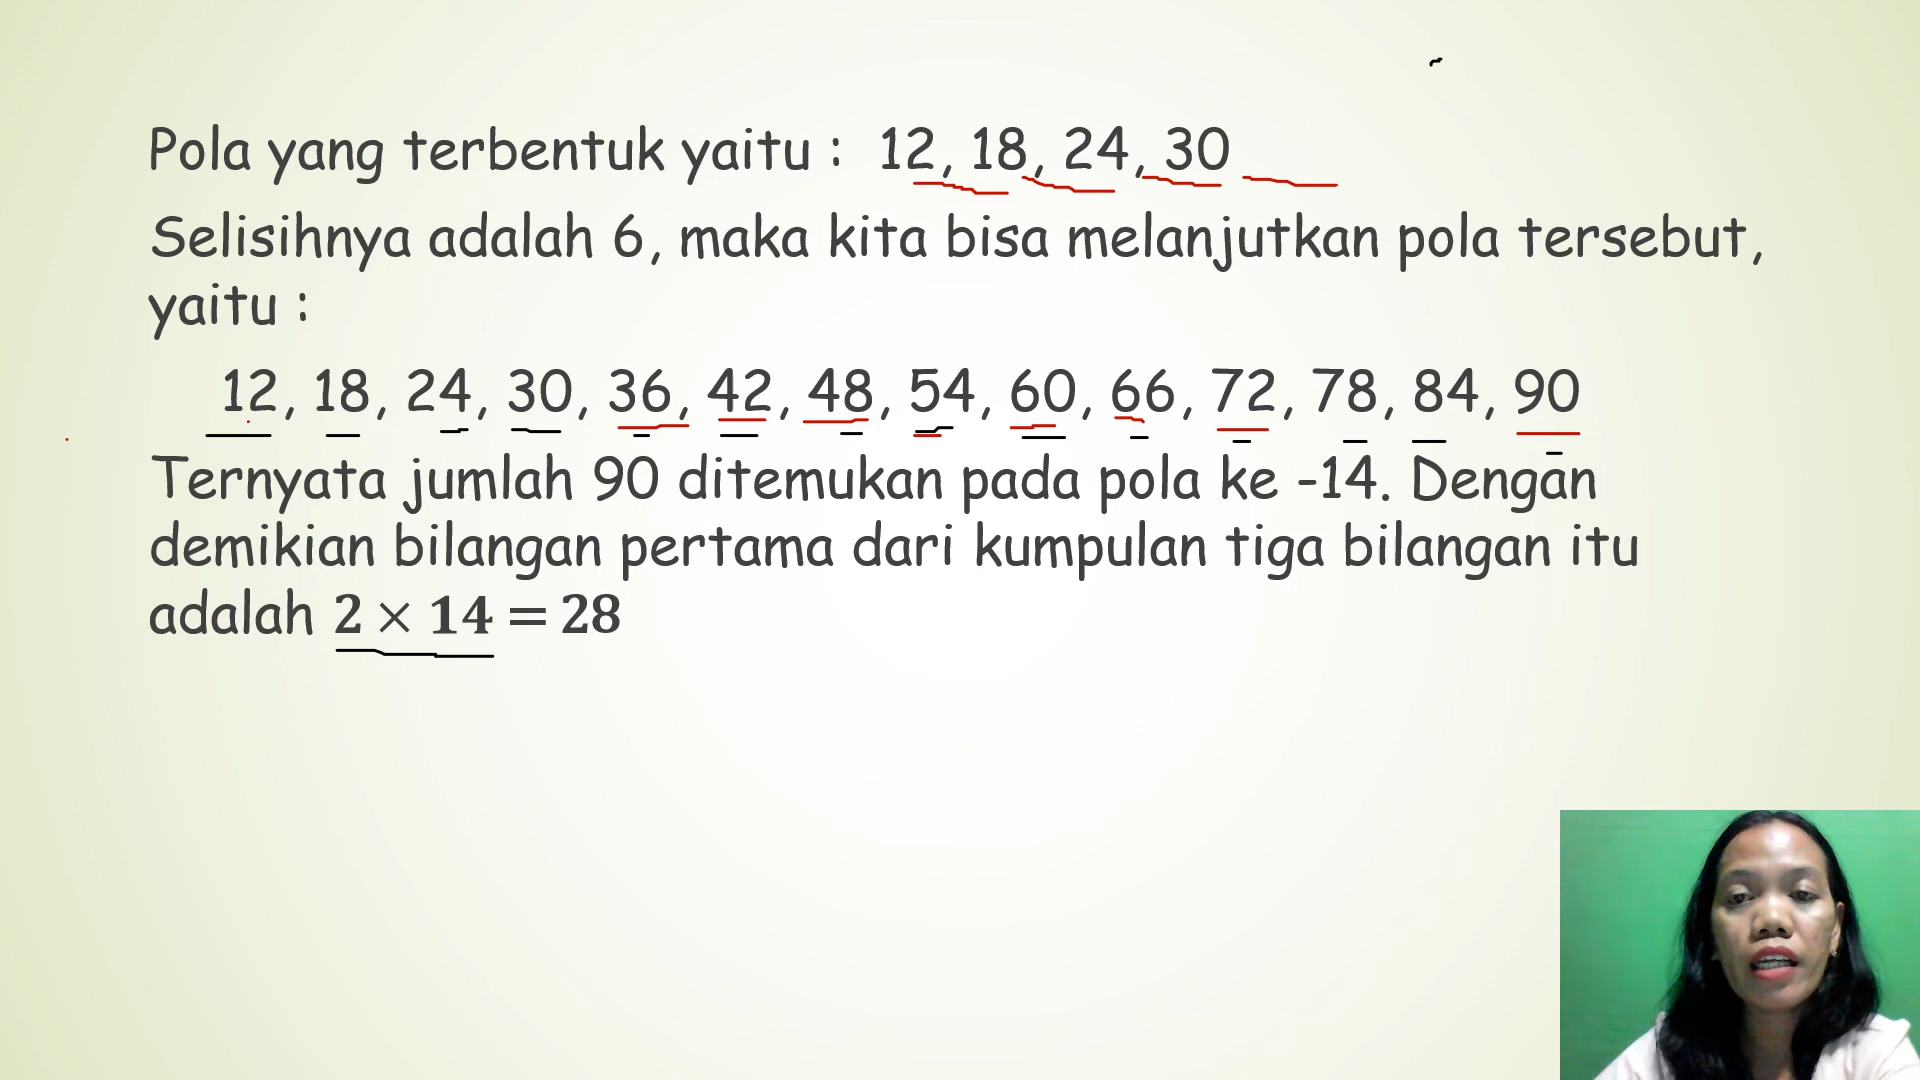 Pola yang terbentuk yaitu : 12, 18, 24, 30
Selisihnya adalah 6, maka kita bisa melanjutkan pola tersebut,
yaitu :
12, 18, 24, 30, 36, 42, 48, 54, 60, 66, 72, 78, 84, 90
Ternyata jumlah 90 ditemukan pada pola ke -14. Dengan
demikian bilangan pertama dari kumpulan tiga bilangan itu
adalah 2 × 14 = 28